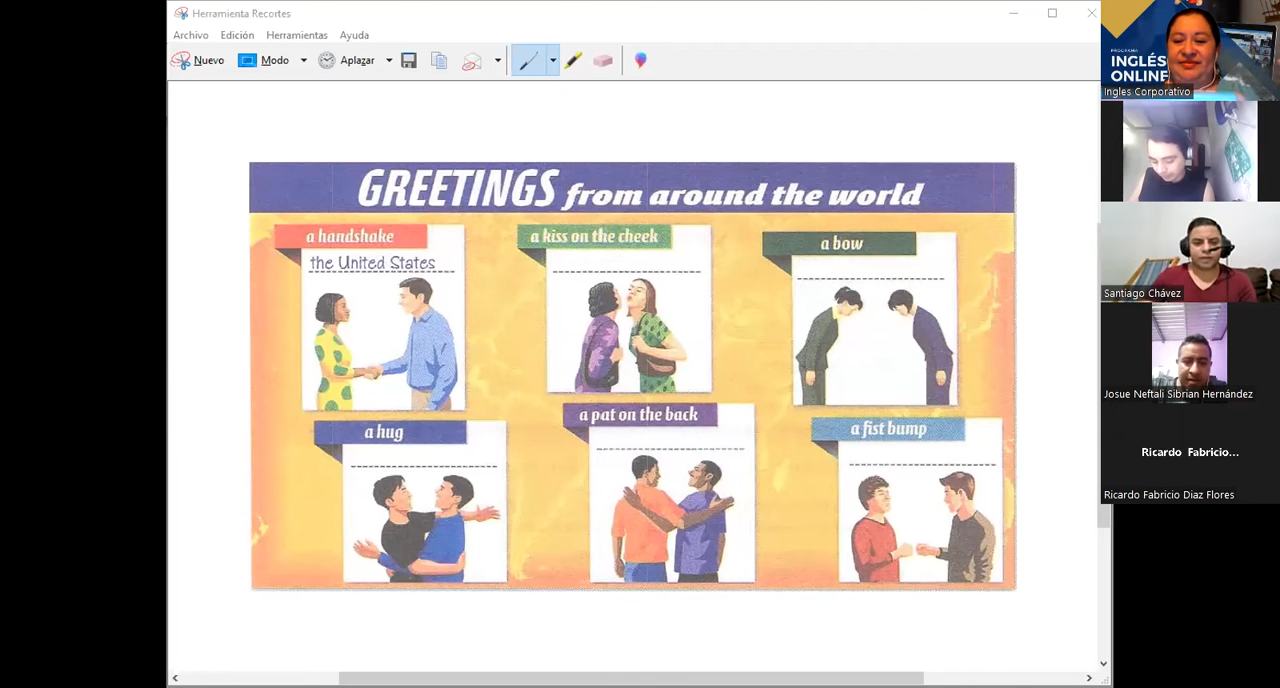 Herramienta Recortes
Archivo Edición Herramientas Ayuda
Nuevo Modo Aplazar
GREETINGS from around the world
a handshake
the United States
a kiss on the cheek
a bow
a hug
a pat on the back
a fist bump
PROGRAMA
INGLÉS
ONLINE
Ingles Corporativo
Santiago Chávez
Josue Neftali Sibrian Hernández
Ricardo Fabricio...
Ricardo Fabricio Diaz Flores